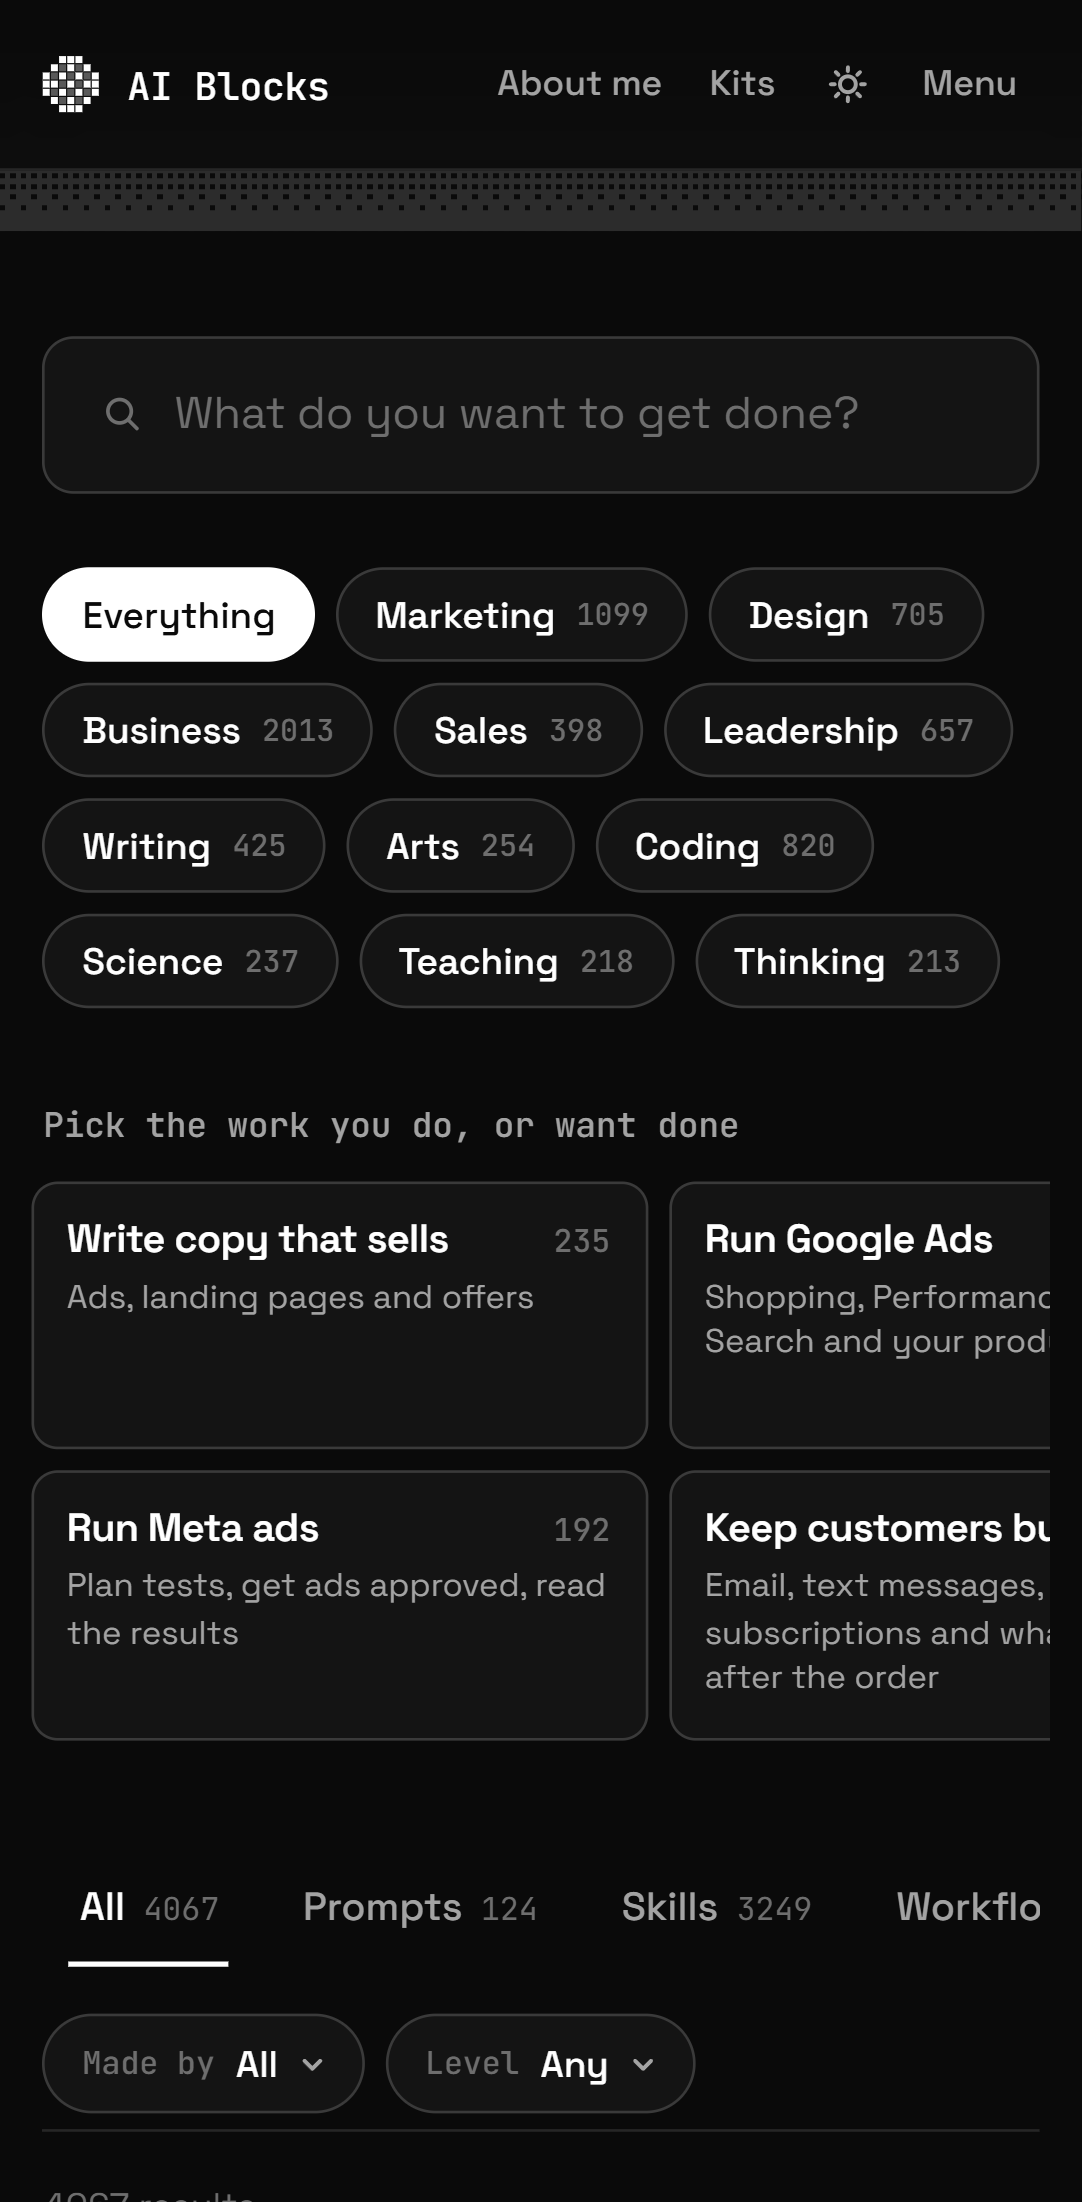 AI Blocks About me Kits Menu
What do you want to get done?
Everything Marketing 1099 Design 705
Business 2013 Sales 398 Leadership 657
Writing 425 Arts 254 Coding 820
Science 237 Teaching 218 Thinking 213
Pick the work you do, or want done
Write copy that sells 235
Ads, landing pages and offers
Run Google Ads
Shopping, Performanc
Search and your prod
Run Meta ads 192
Plan tests, get ads approved, read
the results
Keep customers bu
Email, text messages,
subscriptions and wha
after the order
All 4067 Prompts 124 Skills 3249 Workflo
Made by All Level Any
4067 results